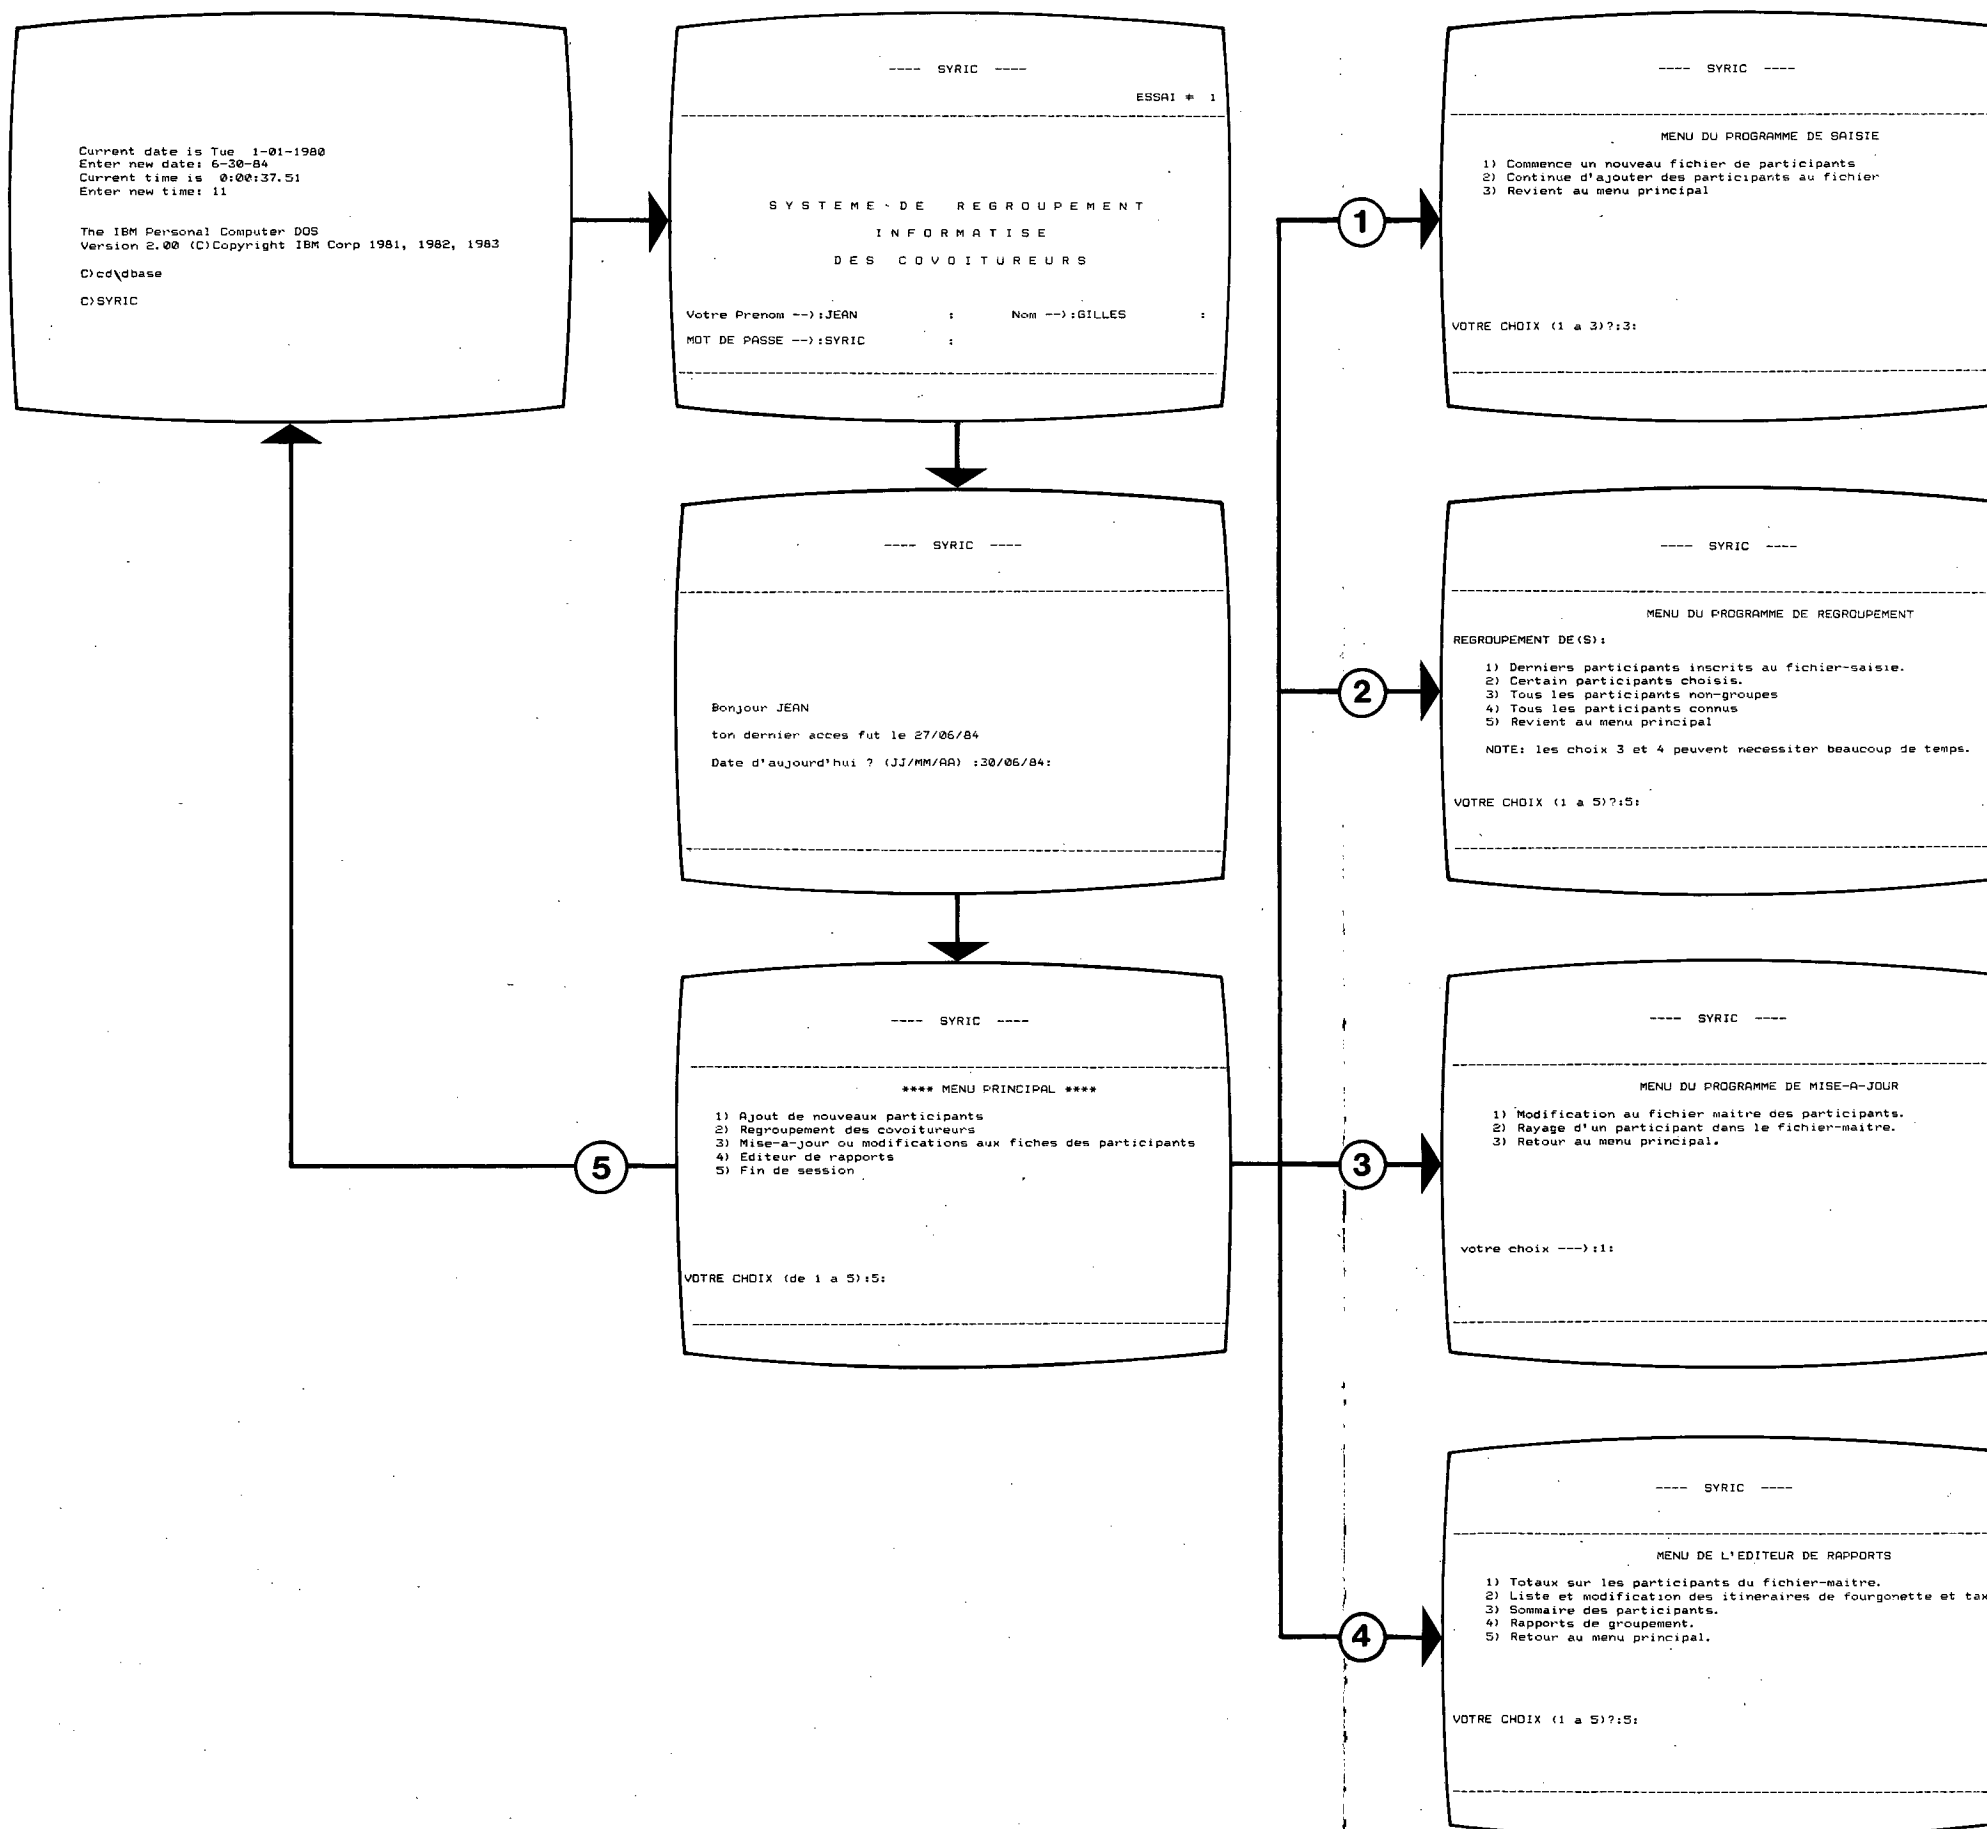 Current date is Tue 1-01-1980
Enter new date: 6-30-84
Current time is 0:00:37.51
Enter new time: 11
The IBM Personal Computer DOS
Version 2.00 (C)Copyright IBM Corp 1981, 1982, 1983
C>cd\dbase
C>SYRIC
---- SYRIC ----
ESSAI # 1
SYSTEME DE REGROUPEMENT
INFORMATISE
DES COVOITUREURS
Votre Prenom -->:JEAN : Nom -->:GILLES :
MOT DE PASSE -->:SYRIC :
---- SYRIC ----
Bonjour JEAN
ton dernier acces fut le 27/06/84
Date d'aujourd'hui ? (JJ/MM/AA) :30/06/84:
---- SYRIC ----
**** MENU PRINCIPAL ****
1) Ajout de nouveaux participants
2) Regroupement des covoitureurs
3) Mise-a-jour ou modifications aux fiches des participants
4) Editeur de rapports
5) Fin de session
VOTRE CHOIX (de 1 a 5):5:
5
1
---- SYRIC ----
MENU DU PROGRAMME DE SAISIE
1) Commence un nouveau fichier de participants
2) Continue d'ajouter des participants au fichier
3) Revient au menu principal
VOTRE CHOIX (1 a 3)?:3:
2
---- SYRIC ----
MENU DU PROGRAMME DE REGROUPEMENT
REGROUPEMENT DE(S):
1) Derniers participants inscrits au fichier-saisie.
2) Certain participants choisis.
3) Tous les participants non-groupes
4) Tous les participants connus
5) Revient au menu principal
NOTE: les choix 3 et 4 peuvent necessiter beaucoup de temps.
VOTRE CHOIX (1 a 5)?:5:
3
---- SYRIC ----
MENU DU PROGRAMME DE MISE-A-JOUR
1) Modification au fichier maitre des participants.
2) Rayage d'un participant dans le fichier-maitre.
3) Retour au menu principal.
votre choix --->:1:
4
---- SYRIC ----
MENU DE L'EDITEUR DE RAPPORTS
1) Totaux sur les participants du fichier-maitre.
2) Liste et modification des itineraires de fourgonette et tax
3) Sommaire des participants.
4) Rapports de groupement.
5) Retour au menu principal.
VOTRE CHOIX (1 a 5)?:5: